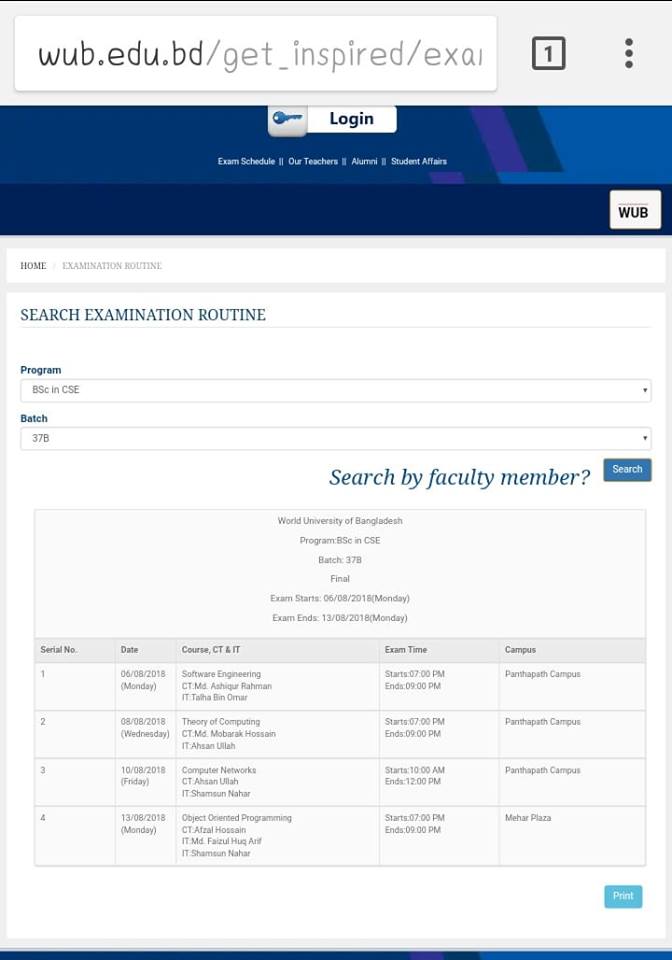 wub.edu.bd/get_inspired/exar
1
Login
Exam Schedule || Our Teachers || Alumni || Student Affairs
WUB
HOME / EXAMINATION ROUTINE
SEARCH EXAMINATION ROUTINE
Program
BSc in CSE
Batch
37B
Search by faculty member? Search
World University of Bangladesh
Program:BSc in CSE
Batch: 37B
Final
Exam Starts: 06/08/2018(Monday)
Exam Ends: 13/08/2018(Monday)
Serial No. Date Course, CT & IT Exam Time Campus
1 06/08/2018 Software Engineering Starts:07:00 PM Panthapath Campus
(Monday) CT:Md. Ashiqur Rahman Ends:09:00 PM
IT:Talha Bin Omar
2 08/08/2018 Theory of Computing Starts:07:00 PM Panthapath Campus
(Wednesday) CT:Md. Mobarak Hossain Ends:09:00 PM
IT:Ahsan Ullah
3 10/08/2018 Computer Networks Starts:10:00 AM Panthapath Campus
(Friday) CT:Ahsan Ullah Ends:12:00 PM
IT:Shamsun Nahar
4 13/08/2018 Object Oriented Programming Starts:07:00 PM Mehar Plaza
(Monday) CT:Afzal Hossain Ends:09:00 PM
IT:Md. Faizul Huq Arif
IT:Shamsun Nahar
Print